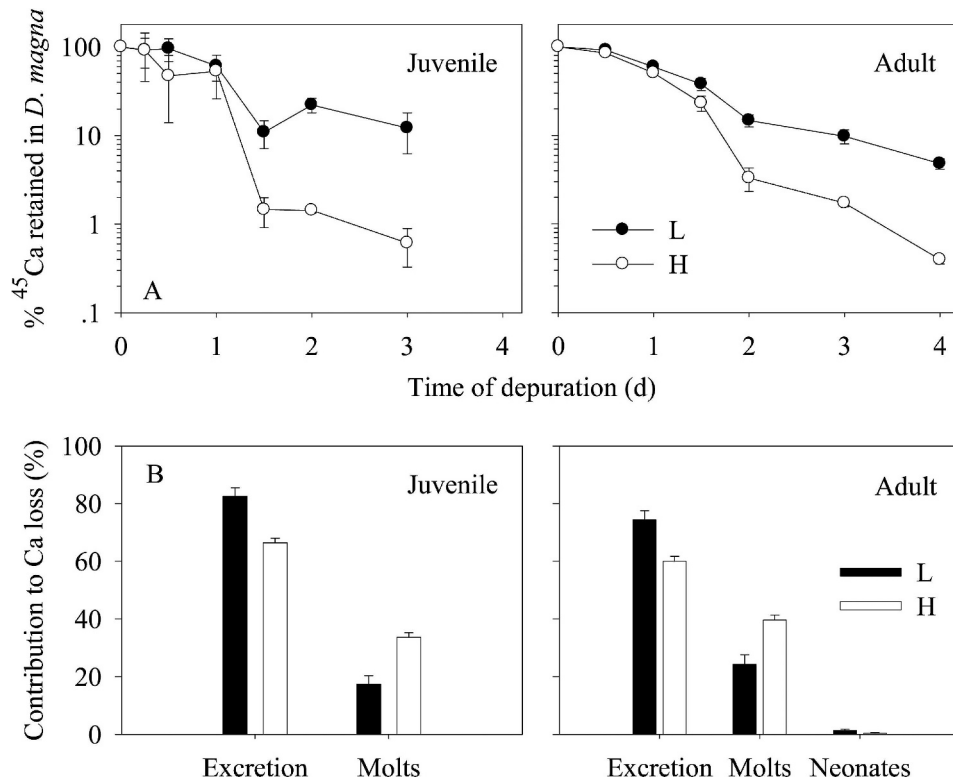 % ⁴⁵Ca retained in D. magna
100
10
1
.1
Juvenile
A
0 1 2 3 4
Adult
L
H
0 1 2 3 4
Time of depuration (d)
Contribution to Ca loss (%)
100
80
60
40
20
0
B
Juvenile
Excretion Molts
Adult
L
H
Excretion Molts Neonates